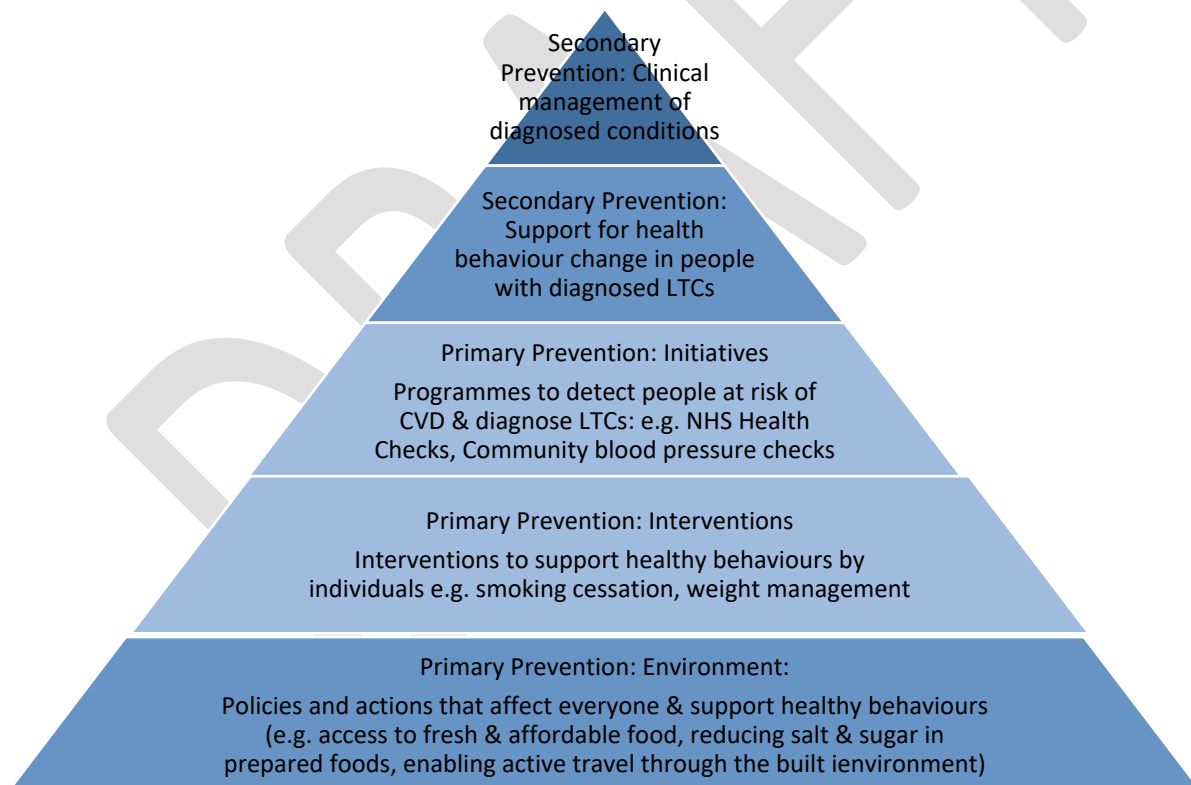 Secondary
Prevention: Clinical
management of
diagnosed conditions
Secondary Prevention:
Support for health
behaviour change in people
with diagnosed LTCs
Primary Prevention: Initiatives
Programmes to detect people at risk of
CVD & diagnose LTCs: e.g. NHS Health
Checks, Community blood pressure checks
Primary Prevention: Interventions
Interventions to support healthy behaviours by
individuals e.g. smoking cessation, weight management
Primary Prevention: Environment:
Policies and actions that affect everyone & support healthy behaviours
(e.g. access to fresh & affordable food, reducing salt & sugar in
prepared foods, enabling active travel through the built ienvironment)